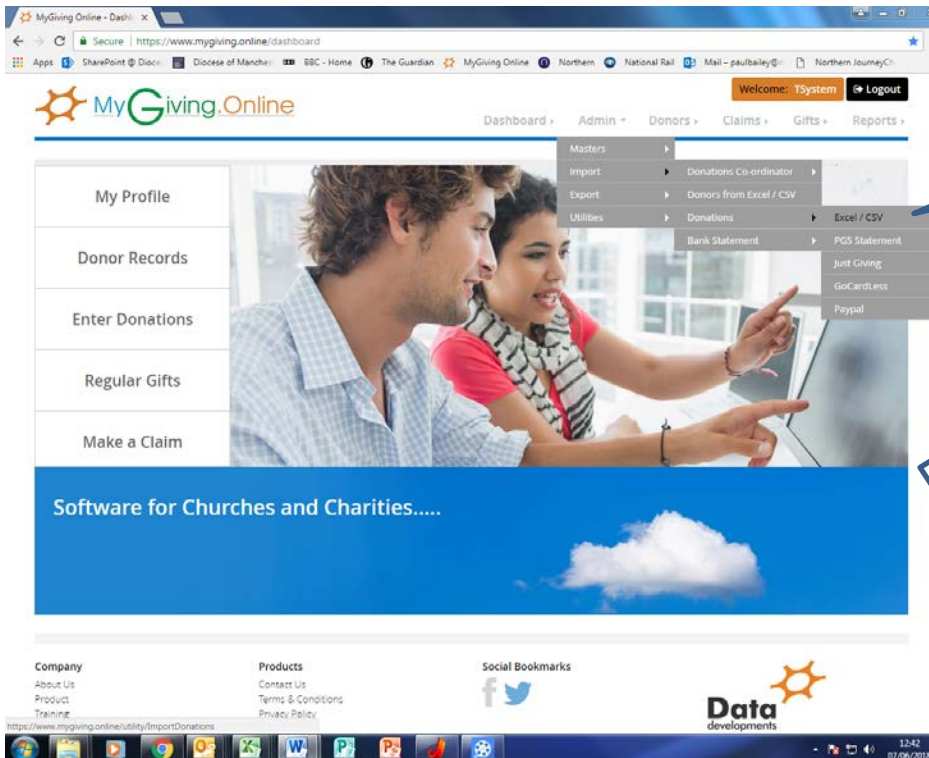 MyGiving Online - Dashb
Secure | https://www.mygiving.online/dashboard
Apps SharePoint @ Dioce Diocese of Manches BBC - Home The Guardian MyGiving Online Northern National Rail Mail – paulbailey@ Northern JourneyCh
MyGiving.Online
Welcome: TSystem Logout
Dashboard Admin Donors Claims Gifts Reports
Masters
Import Donations Co-ordinator
Export Donors from Excel / CSV
Utilities Donations Excel / CSV
Bank Statement PGS Statement
Just Giving
GoCardLess
Paypal
My Profile
Donor Records
Enter Donations
Regular Gifts
Make a Claim
Software for Churches and Charities.....
Company Products Social Bookmarks
About Us Contact Us
Product Terms & Conditions
Training Privacy Policy
Data
developments
https://www.mygiving.online/utility/ImportDonations
12:42